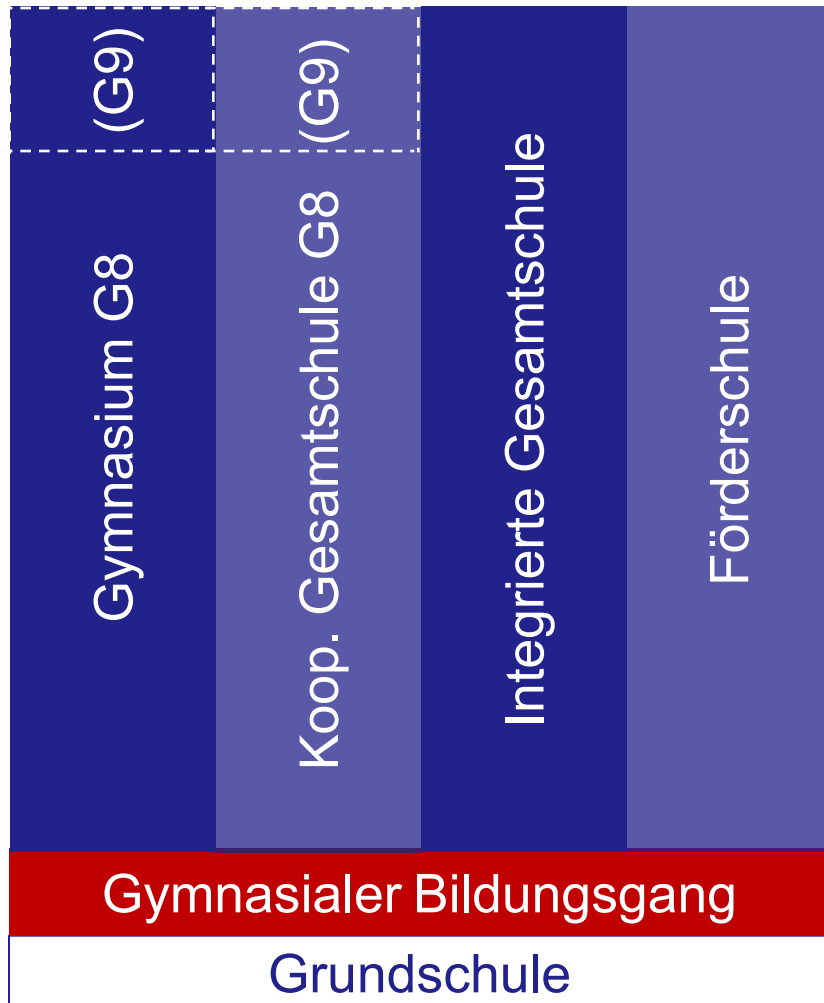 (G9)
Gymnasium G8
(G9)
Koop. Gesamtschule G8
Integrierte Gesamtschule
Förderschule
Gymnasialer Bildungsgang
Grundschule